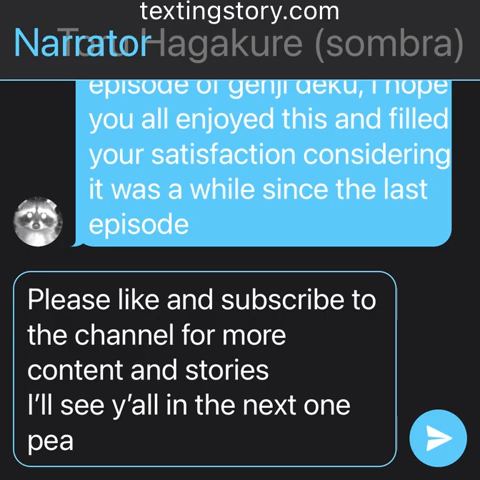 textingstory.com
Narrator
Toru Hagakure (sombra)
episode of genji deku, I hope
you all enjoyed this and filled
your satisfaction considering
it was a while since the last
episode
Please like and subscribe to
the channel for more
content and stories
I'll see y'all in the next one
pea